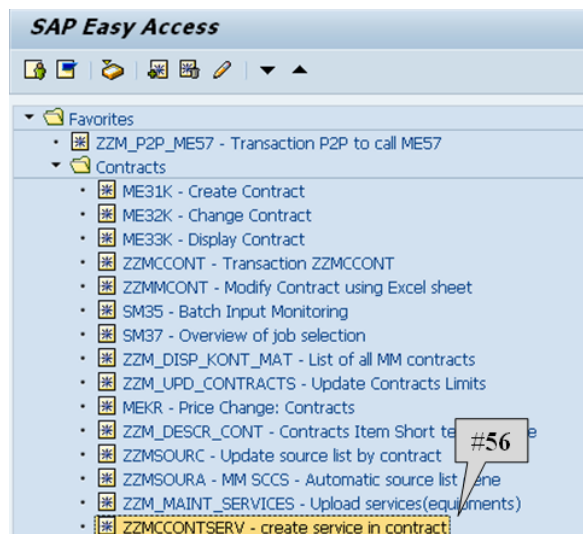 SAP Easy Access
Favorites
ZZM_P2P_ME57 - Transaction P2P to call ME57
Contracts
ME31K - Create Contract
ME32K - Change Contract
ME33K - Display Contract
ZZMCCONT - Transaction ZZMCCONT
ZZMMCONT - Modify Contract using Excel sheet
SM35 - Batch Input Monitoring
SM37 - Overview of job selection
ZZM_DISP_KONT_MAT - List of all MM contracts
ZZM_UPD_CONTRACTS - Update Contracts Limits
MEKR - Price Change: Contracts
ZZM_DESCR_CONT - Contracts Item Short
#56
ZZMSOURC - Update source list by contract
ZZMSOURA - MM SCCS - Automatic source list
ZZM_MAINT_SERVICES - Upload services(equipments)
ZZMCCONTSERV - create service in contract